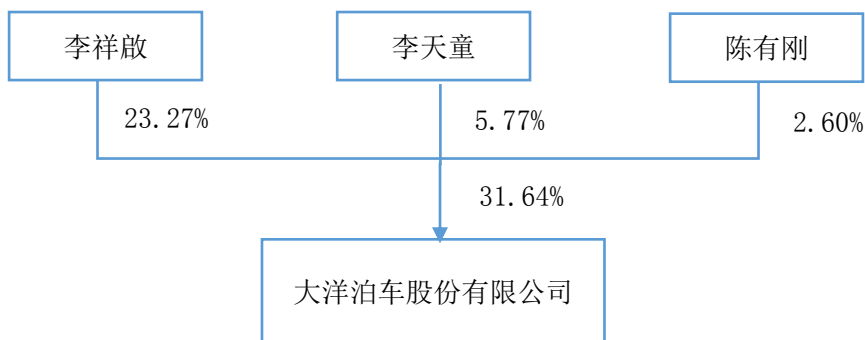 李祥啟
李天童
陈有刚
23.27%
5.77%
2.60%
31.64%
大洋泊车股份有限公司